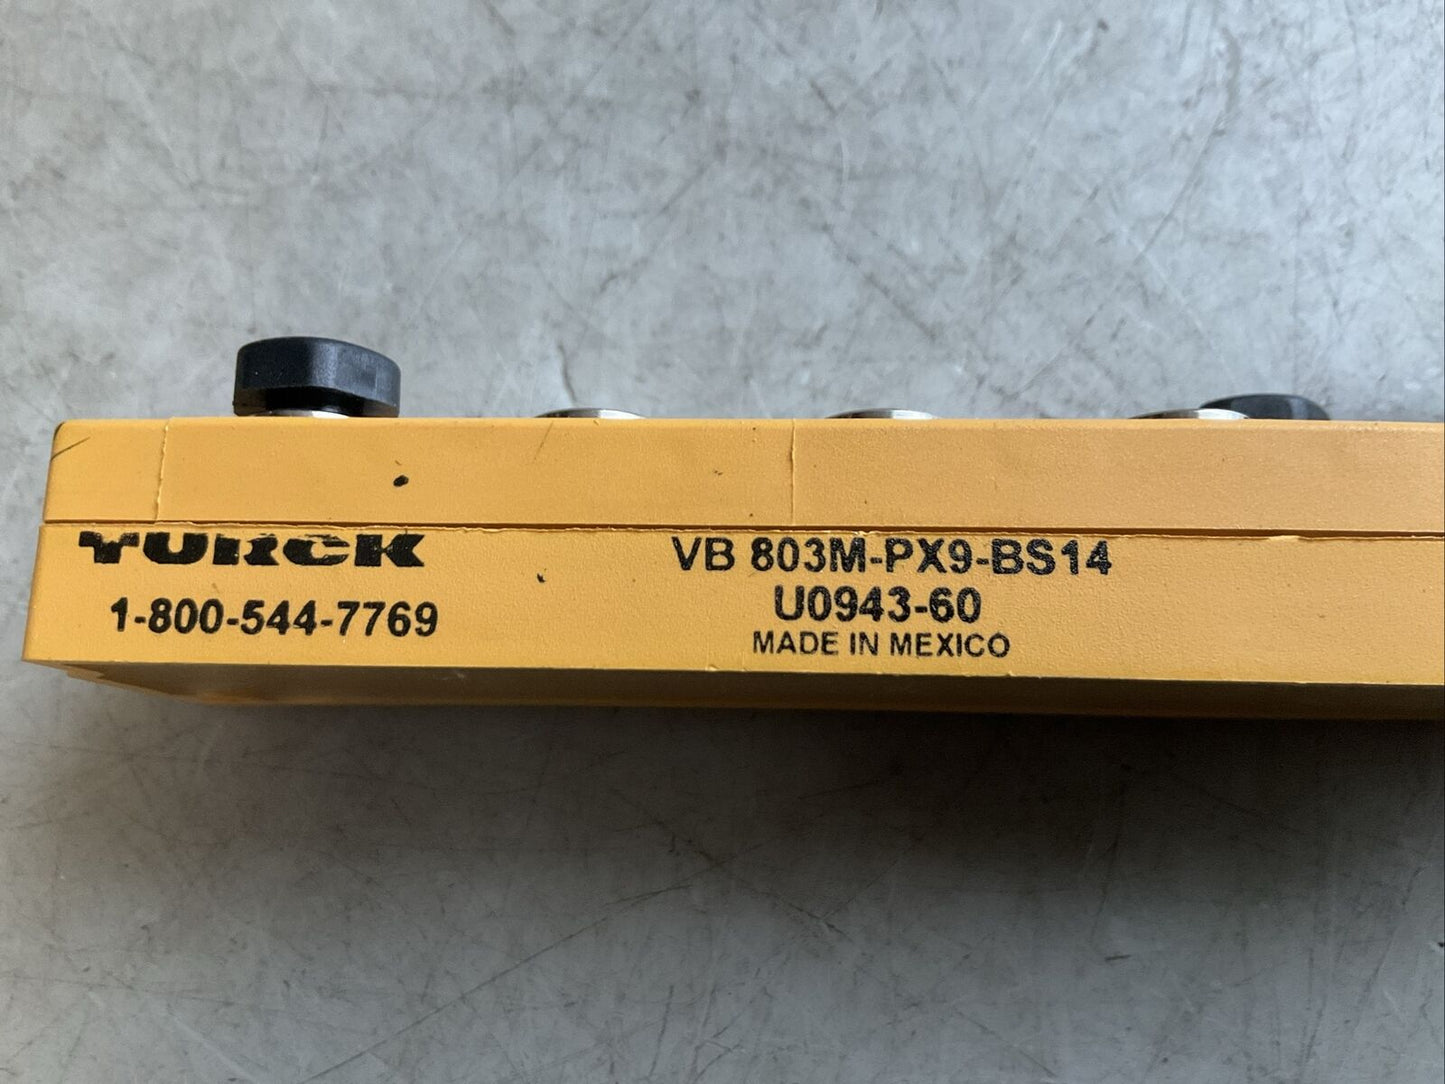 TURCK
1-800-544-7769
VB 803M-PX9-BS14
U0943-60
MADE IN MEXICO